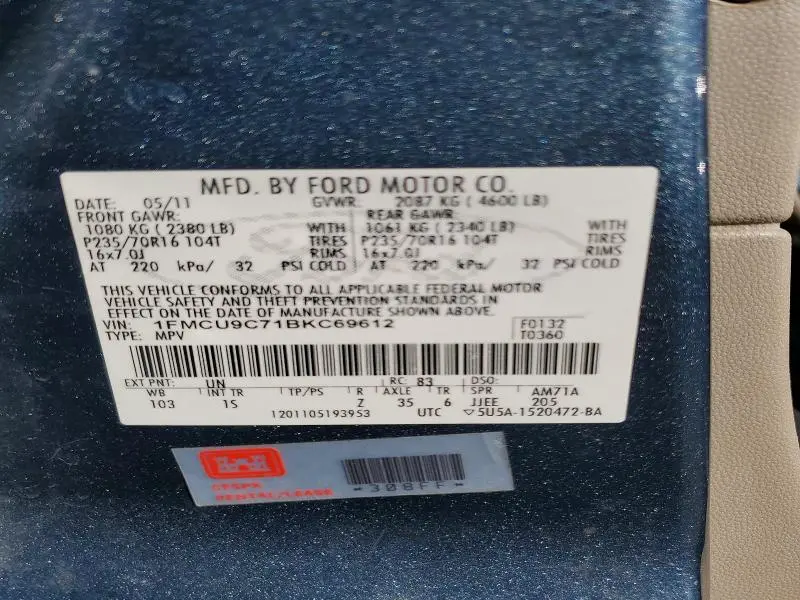 MFD. BY FORD MOTOR CO.
DATE: 05/11 GVWR: 2087 KG ( 4600 LB)
FRONT GAWR: REAR GAWR:
1080 KG ( 2380 LB) WITH 1061 KG ( 2340 LB) WITH
P235/70R16 104T TIRES P235/70R16 104T TIRES
16x7.0J RIMS 16x7.0J RIMS
AT 220 kPa/ 32 PSI COLD AT 220 kPa/ 32 PSI COLD
THIS VEHICLE CONFORMS TO ALL APPLICABLE FEDERAL MOTOR
VEHICLE SAFETY AND THEFT PREVENTION STANDARDS IN
EFFECT ON THE DATE OF MANUFACTURE SHOWN ABOVE.
VIN: 1FMCU9C71BKC69612 F0132
TYPE: MPV T0360
EXT PNT: UN RC: 83 DSO:
WB INT TR TP/PS R AXLE TR SPR AM71A
103 1S Z 35 6 JJEE 205
1201105193953 UTC ▽5U5A-1520472-BA
RENTAL/LEASE
*308FF*